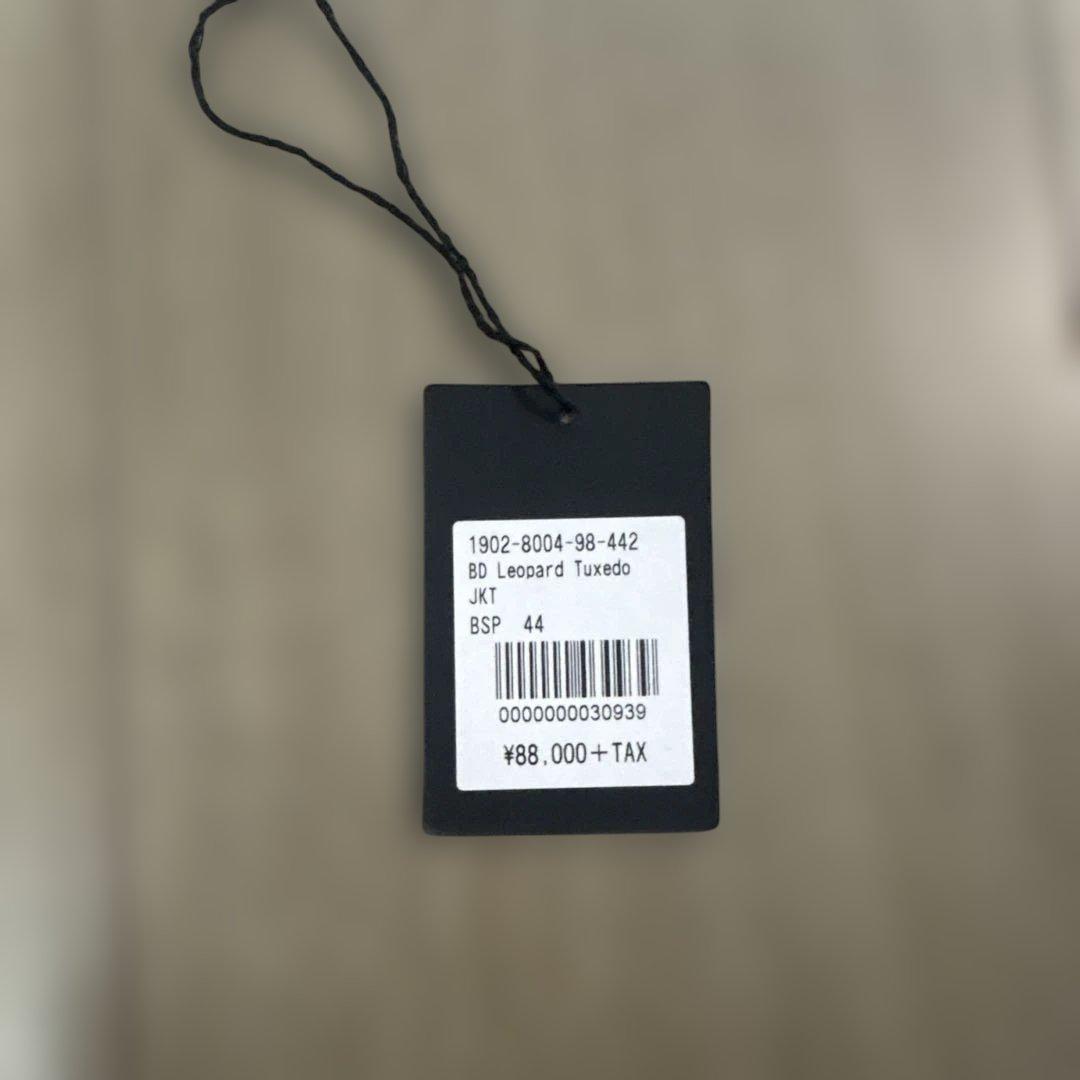 1902-8004-98-442
BD Leopard Tuxedo
JKT
BSP 44
0000000030939
¥88,000+TAX